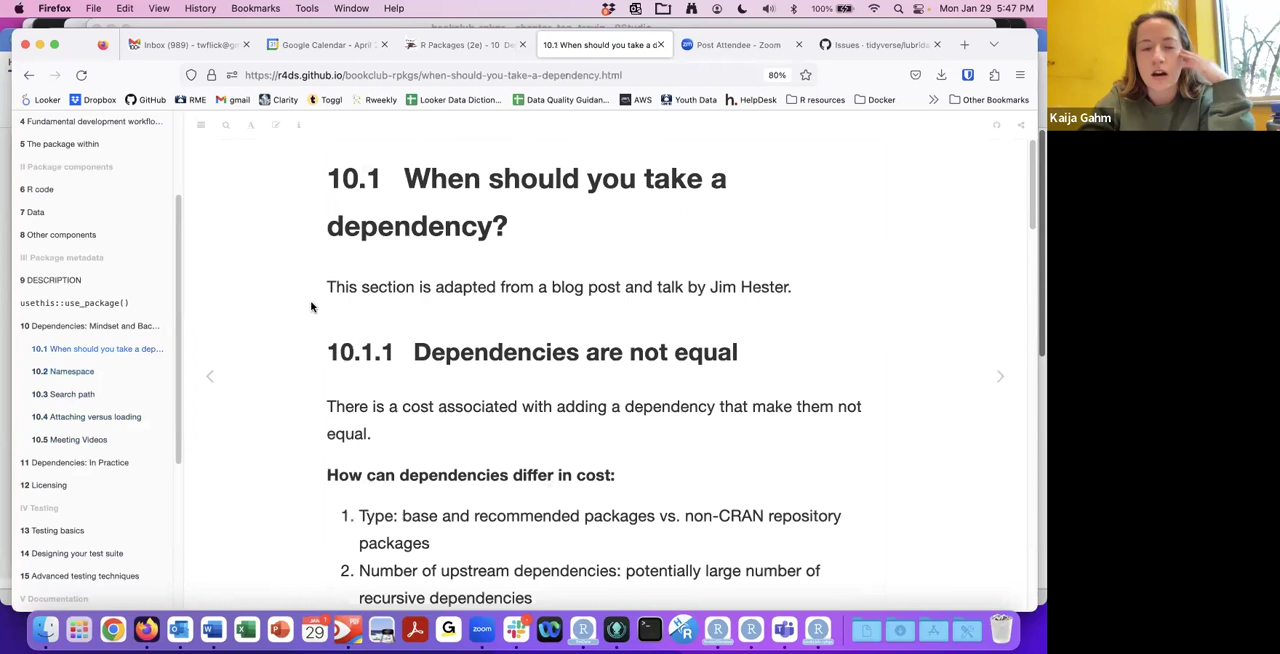 Firefox File Edit View History Bookmarks Tools Window Help 100% Mon Jan 29 5:47 PM
Inbox (989) - twflick@gr Google Calendar - April R Packages (2e) - 10 De 10.1 When should you take a d Post Attendee - Zoom Issues · tidyverse/lubrida
https://r4ds.github.io/bookclub-rpkgs/when-should-you-take-a-dependency.html 80%
Looker Dropbox GitHub RME gmail Clarity Toggl Rweekly Looker Data Diction... Data Quality Guidan... AWS Youth Data HelpDesk R resources Docker Other Bookmarks
4 Fundamental development workflo...
5 The package within
II Package components
6 R code
7 Data
8 Other components
III Package metadata
9 DESCRIPTION
usethis::use_package()
10 Dependencies: Mindset and Bac...
10.1 When should you take a dep...
10.2 Namespace
10.3 Search path
10.4 Attaching versus loading
10.5 Meeting Videos
11 Dependencies: In Practice
12 Licensing
IV Testing
13 Testing basics
14 Designing your test suite
15 Advanced testing techniques
V Documentation
10.1 When should you take a
dependency?
This section is adapted from a blog post and talk by Jim Hester.
10.1.1 Dependencies are not equal
There is a cost associated with adding a dependency that make them not
equal.
How can dependencies differ in cost:
1. Type: base and recommended packages vs. non-CRAN repository
packages
2. Number of upstream dependencies: potentially large number of
recursive dependencies
Kaija Gahm